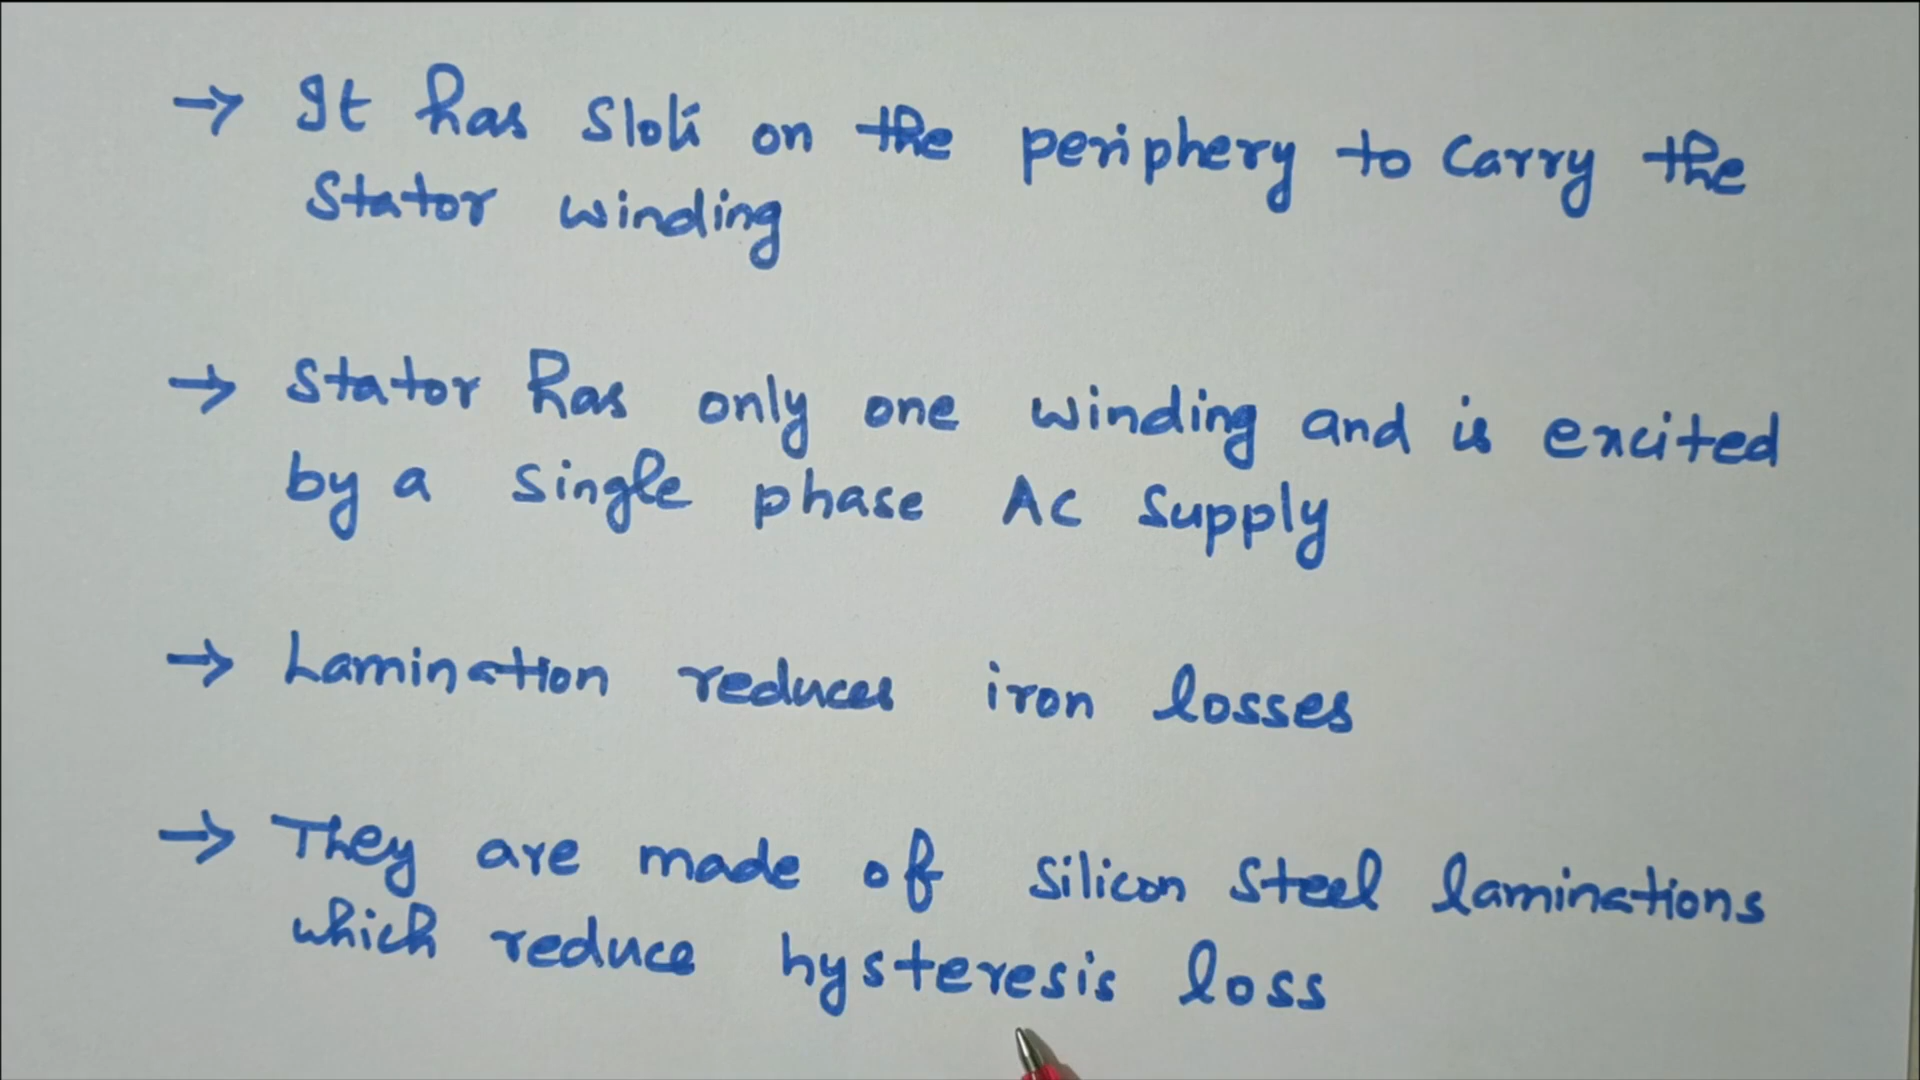 → It has Slots on the periphery to carry the
Stator winding
→ Stator has only one winding and is excited
by a single phase AC Supply
→ Lamination reduces iron losses
→ They are made of Silicon Steel laminations
which reduce hysteresis loss